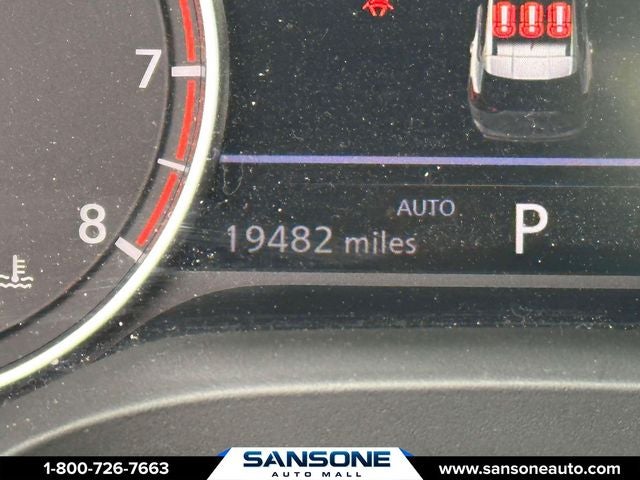 7
8
AUTO
P
19482 miles
1-800-726-7663
SANSONE
AUTO MALL
www.sansoneauto.com